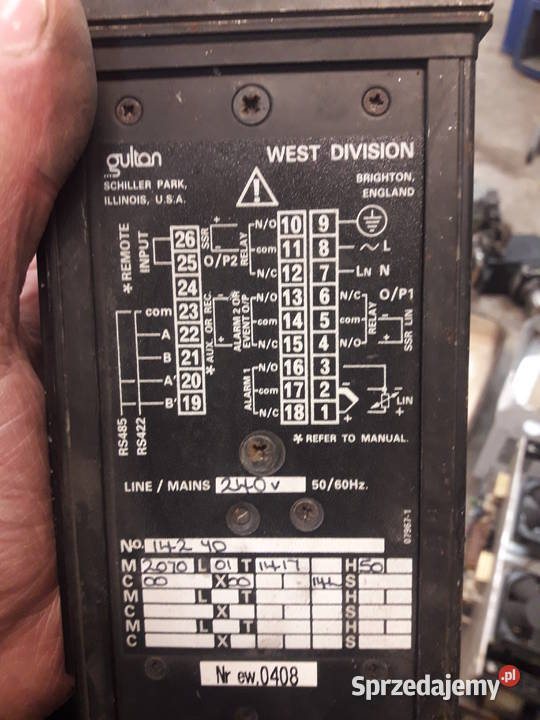 gulton
SCHILLER PARK,
ILLINOIS, U.S.A.
WEST DIVISION
BRIGHTON,
ENGLAND
* REMOTE
INPUT
26
25
24
23
22
21
20
19
com
A
B
A'
B'
RS485
RS422
* AUX OR REC.
SSR
+
-
O/P2
RELAY
N/O
com
N/C
ALARM 2 OR
EVENT O/P
N/O
com
N/C
ALARM 1
N/O
com
N/C
10 9
11 8 ~ L
12 7 LN N
13 6 N/C O/P1
14 5 com
15 4 N/O
16 3
17 2
18 1
RELAY
SSR LIN
LIN
* REFER TO MANUAL.
LINE / MAINS 240v 50/60Hz.
07967-1
No.
M 2070 L 01 T 1417 H 50
C 00 X 00 S
M L T H
C X S
M L T H
C X S
Nr ew.0408
Sprzedajemy.pl